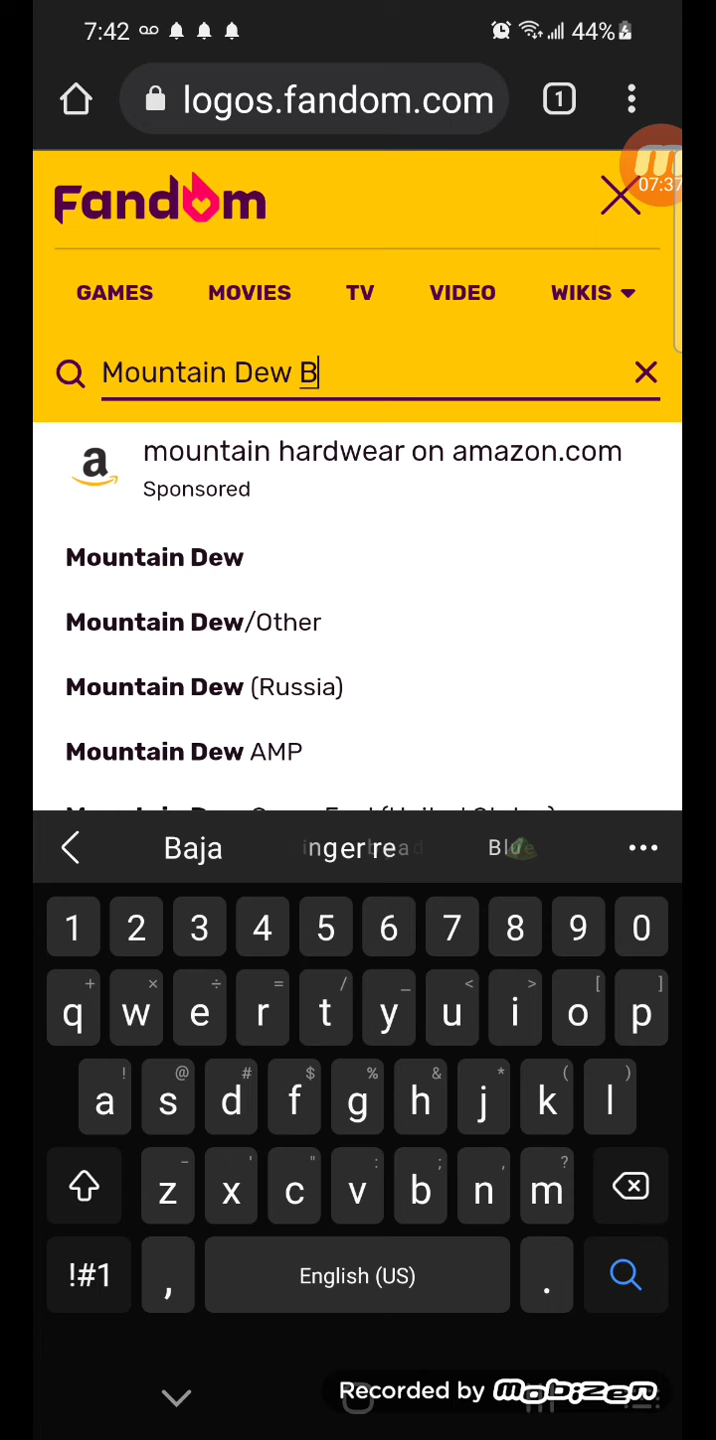 7:42
44%
logos.fandom.com
1
Fandom
07:37
GAMES MOVIES TV VIDEO WIKIS
Mountain Dew B
a
mountain hardwear on amazon.com
Sponsored
Mountain Dew
Mountain Dew/Other
Mountain Dew (Russia)
Mountain Dew AMP
Baja
1 2 3 4 5 6 7 8 9 0
+ × ÷ = / _ < > [ ]
q w e r t y u i o p
! @ # $ % & * ( )
a s d f g h j k l
- ' " : ; , ?
z x c v b n m
!#1 , English (US) .
Recorded by mobizen